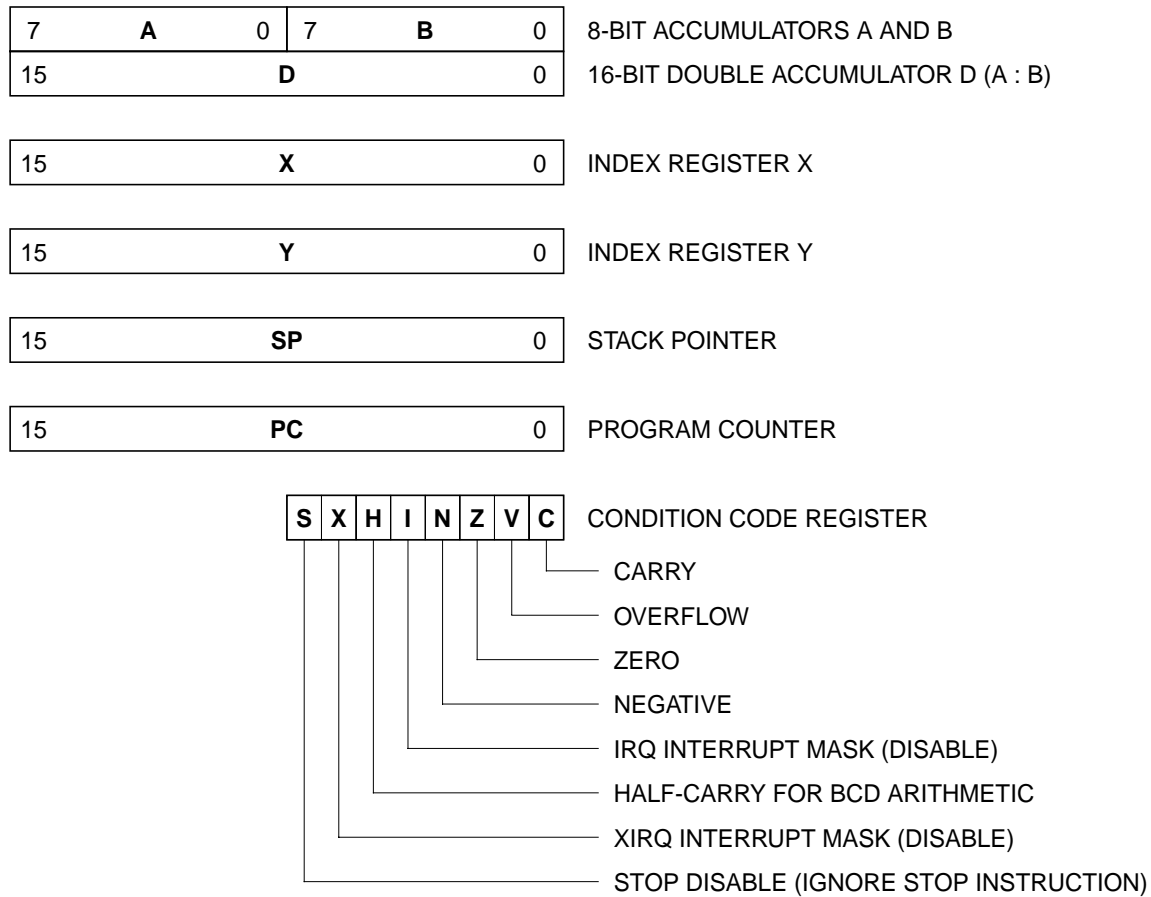 7 A 0 7 B 0 8-BIT ACCUMULATORS A AND B
15 D 0 16-BIT DOUBLE ACCUMULATOR D (A : B)
15 X 0 INDEX REGISTER X
15 Y 0 INDEX REGISTER Y
15 SP 0 STACK POINTER
15 PC 0 PROGRAM COUNTER
S X H I N Z V C CONDITION CODE REGISTER
CARRY
OVERFLOW
ZERO
NEGATIVE
IRQ INTERRUPT MASK (DISABLE)
HALF-CARRY FOR BCD ARITHMETIC
XIRQ INTERRUPT MASK (DISABLE)
STOP DISABLE (IGNORE STOP INSTRUCTION)